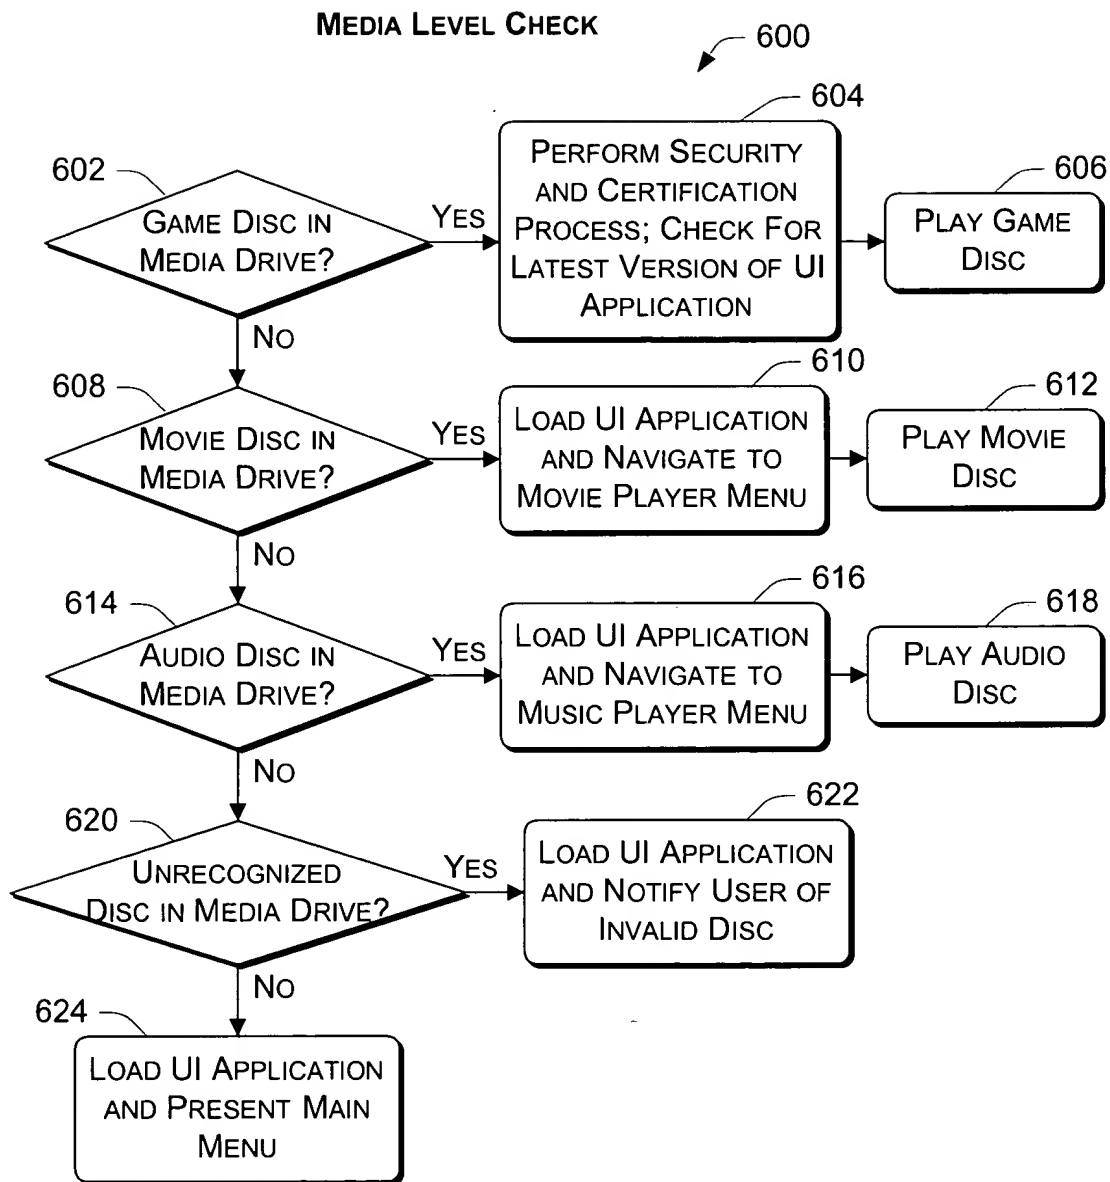 MEDIA LEVEL CHECK
600
602
GAME DISC IN
MEDIA DRIVE?
YES
604
PERFORM SECURITY
AND CERTIFICATION
PROCESS; CHECK FOR
LATEST VERSION OF UI
APPLICATION
606
PLAY GAME
DISC
NO
608
MOVIE DISC IN
MEDIA DRIVE?
YES
610
LOAD UI APPLICATION
AND NAVIGATE TO
MOVIE PLAYER MENU
612
PLAY MOVIE
DISC
NO
614
AUDIO DISC IN
MEDIA DRIVE?
YES
616
LOAD UI APPLICATION
AND NAVIGATE TO
MUSIC PLAYER MENU
618
PLAY AUDIO
DISC
NO
620
UNRECOGNIZED
DISC IN MEDIA DRIVE?
YES
622
LOAD UI APPLICATION
AND NOTIFY USER OF
INVALID DISC
NO
624
LOAD UI APPLICATION
AND PRESENT MAIN
MENU